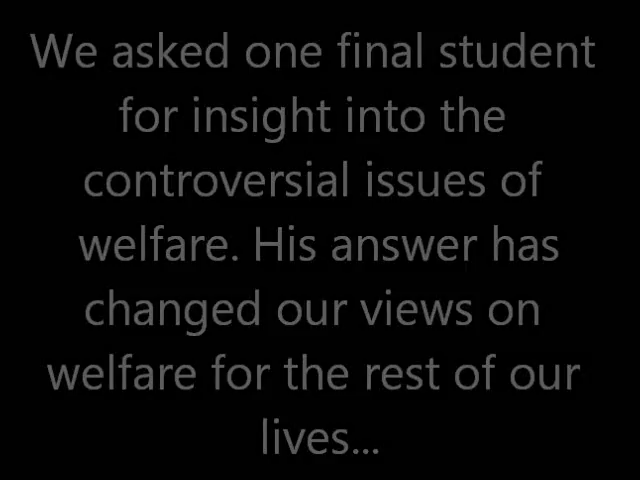 We asked one final student
for insight into the
controversial issues of
welfare. His answer has
changed our views on
welfare for the rest of our
lives...